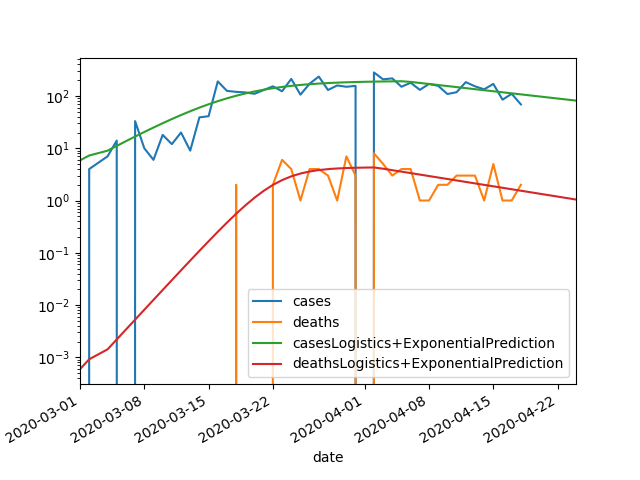 10²
10¹
10⁰
10⁻¹
10⁻²
10⁻³
cases
deaths
casesLogistics+ExponentialPrediction
deathsLogistics+ExponentialPrediction
2020-03-01
2020-03-08
2020-03-15
2020-03-22
2020-04-01
2020-04-08
2020-04-15
2020-04-22
date